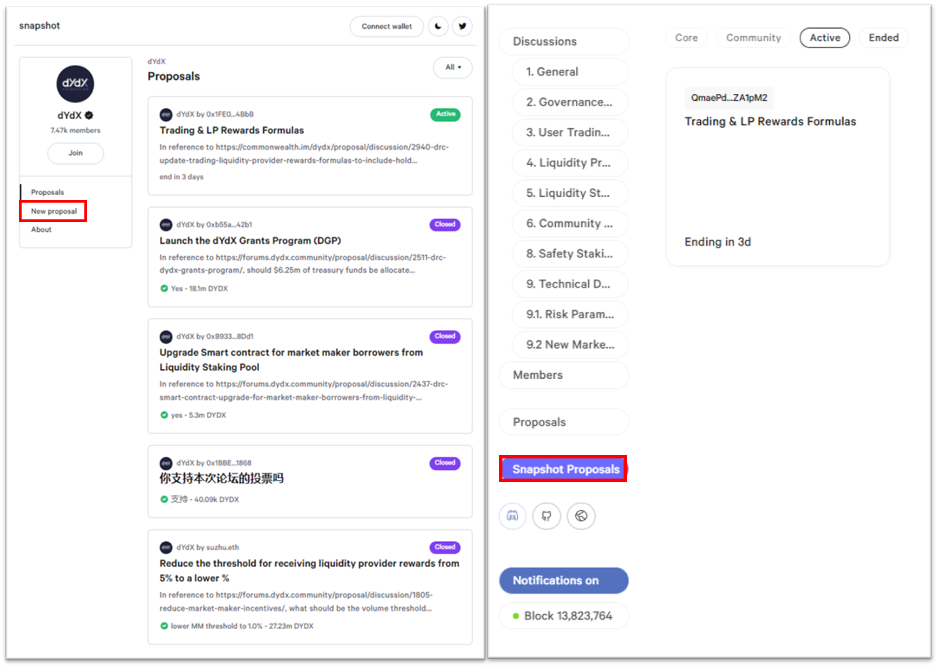 snapshot
Connect wallet
dYdX
dYdX
7.47k members
Join
Proposals
New proposal
About
dYdX
Proposals
All
dYdX by 0x1FE0...4BbB
Active
Trading & LP Rewards Formulas
In reference to https://commonwealth.im/dydx/proposal/discussion/2940-drc-
update-trading-liquidity-provider-rewards-formulas-to-include-hold...
end in 3 days
dYdX by 0xb55a...42b1
Closed
Launch the dYdX Grants Program (DGP)
In reference to https://forums.dydx.community/proposal/discussion/2511-drc-
dydx-grants-program/, should $6.25m of treasury funds be allocate...
Yes - 18.1m DYDX
dYdX by 0xB933...8Dd1
Closed
Upgrade Smart contract for market maker borrowers from
Liquidity Staking Pool
In reference to https://forums.dydx.community/proposal/discussion/2437-drc-
smart-contract-upgrade-for-market-maker-borrowers-from-liquidity-...
yes - 5.3m DYDX
dYdX by 0x1BBE...1868
Closed
你支持本次论坛的投票吗
支持 - 40.09k DYDX
dYdX by suzhu.eth
Closed
Reduce the threshold for receiving liquidity provider rewards from
5% to a lower %
In reference to https://forums.dydx.community/proposal/discussion/1805-
reduce-market-maker-incentives/, what should be the volume threshold...
lower MM threshold to 1.0% - 27.23m DYDX
Discussions
1. General
2. Governance...
3. User Tradin...
4. Liquidity Pr...
5. Liquidity St...
6. Community ...
8. Safety Staki...
9. Technical D...
9.1. Risk Param...
9.2 New Marke...
Members
Proposals
Snapshot Proposals
Notifications on
Block 13,823,764
Core
Community
Active
Ended
QmaePd...ZA1pM2
Trading & LP Rewards Formulas
Ending in 3d